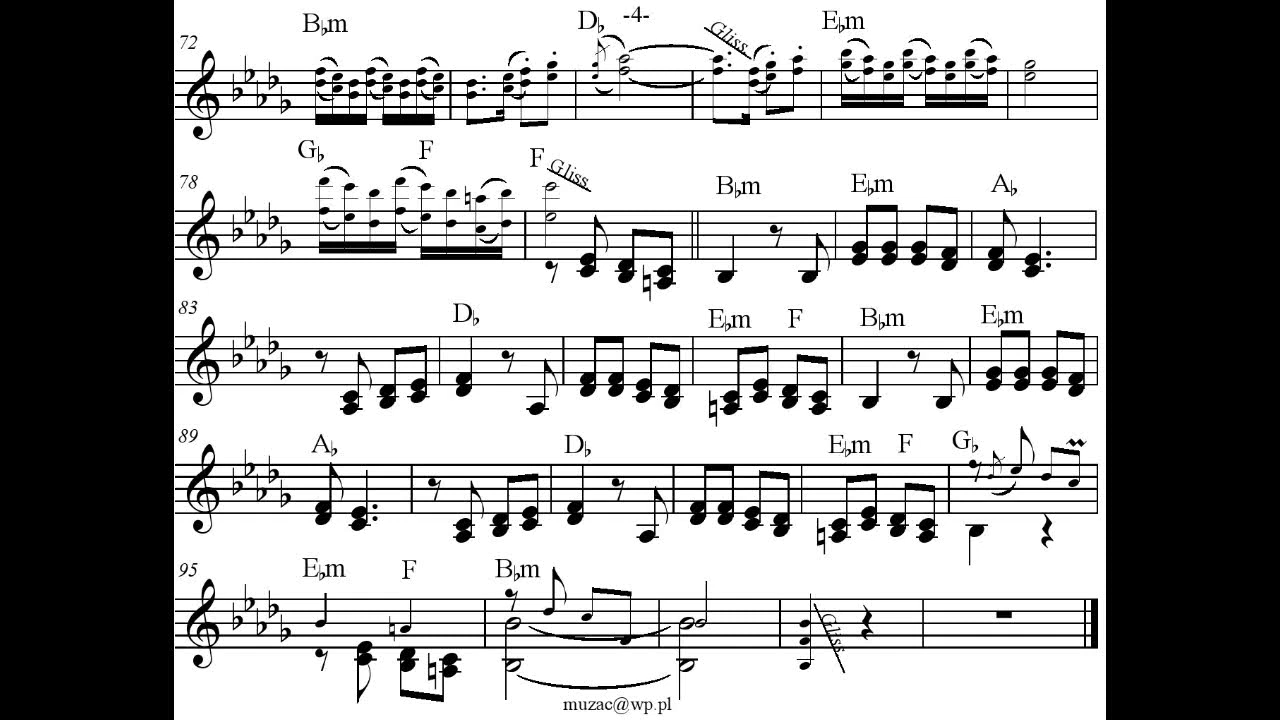 B♭m D♭ -4- Gliss. E♭m
72
G♭ F F Gliss. B♭m E♭m A♭
78
83 D♭ E♭m F B♭m E♭m
89 A♭ D♭ E♭m F G♭
95 E♭m F B♭m Gliss.
muzac@wp.pl